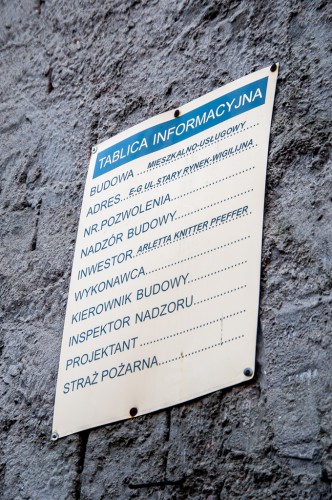 TABLICA INFORMACYJNA
BUDOWA MIESZKALNO-USŁUGOWY
ADRES E-G UL.STARY RYNEK-WIGILIJNA
NR.POZWOLENIA
NADZÓR BUDOWY
INWESTOR ARLETTA KNITTER PFEFFER
WYKONAWCA
KIEROWNIK BUDOWY
INSPEKTOR NADZORU
PROJEKTANT
STRAŻ POŻARNA